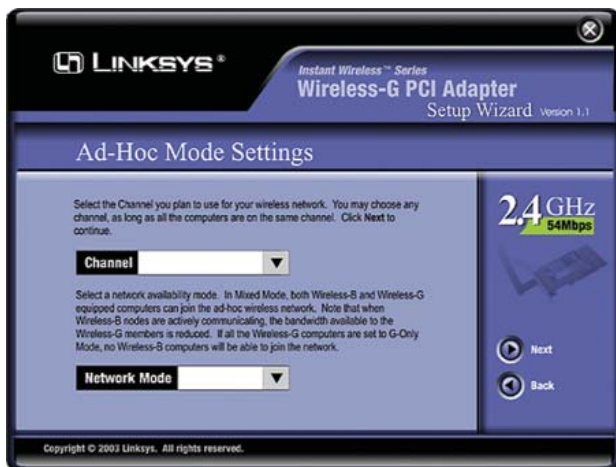 LINKSYS®
Instant Wireless™ Series
Wireless-G PCI Adapter
Setup Wizard Version 1.1
Ad-Hoc Mode Settings
Select the Channel you plan to use for your wireless network. You may choose any
channel, as long as all the computers are on the same channel. Click Next to
continue.
Channel
Select a network availability mode. In Mixed Mode, both Wireless-B and Wireless-G
equipped computers can join the ad-hoc wireless network. Note that when
Wireless-B nodes are actively communicating, the bandwidth available to the
Wireless-G members is reduced. If all the Wireless-G computers are set to G-Only
Mode, no Wireless-B computers will be able to join the network.
Network Mode
2.4 GHz
54Mbps
Next
Back
Copyright © 2003 Linksys. All rights reserved.